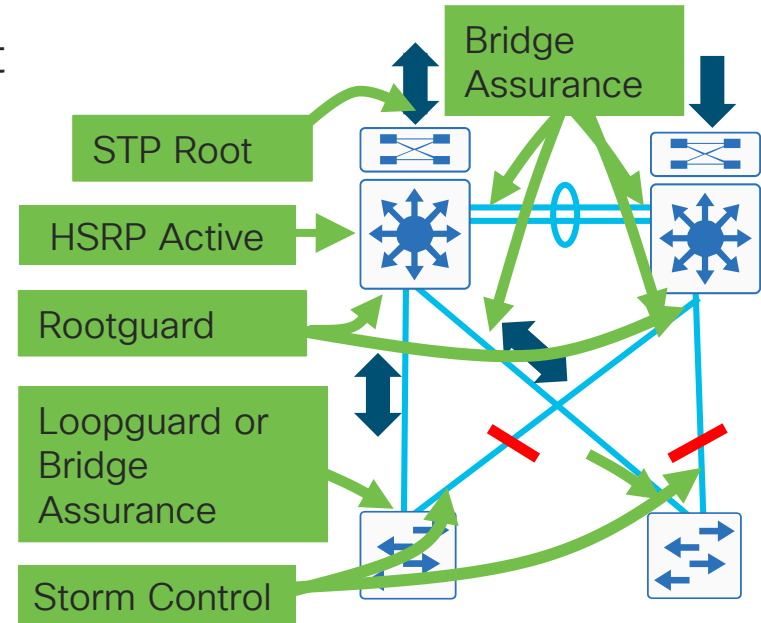 t
Bridge
Assurance
STP Root
HSRP Active
Rootguard
Loopguard or
Bridge
Assurance
Storm Control